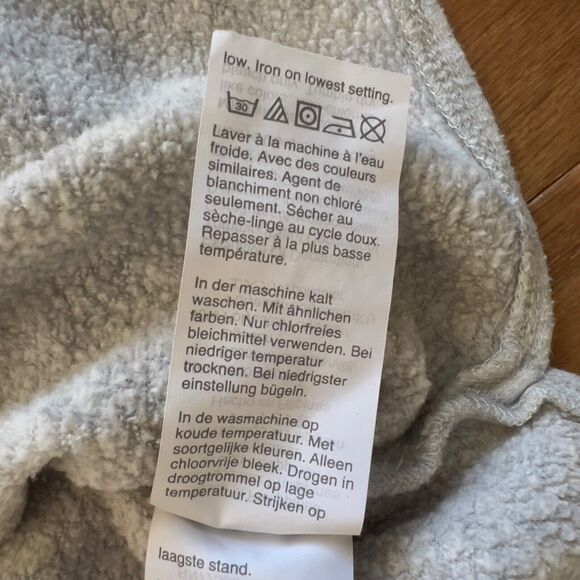 low. Iron on lowest setting.
30
Laver à la machine à l'eau
froide. Avec des couleurs
similaires. Agent de
blanchiment non chloré
seulement. Sécher au
sèche-linge au cycle doux.
Repasser à la plus basse
température.
In der maschine kalt
waschen. Mit ähnlichen
farben. Nur chlorfreies
bleichmittel verwenden. Bei
niedriger temperatur
trocknen. Bei niedrigster
einstellung bügeln.
In de wasmachine op
koude temperatuur. Met
soortgelijke kleuren. Alleen
chloorvrije bleek. Drogen in
droogtrommel op lage
temperatuur. Strijken op
laagste stand.